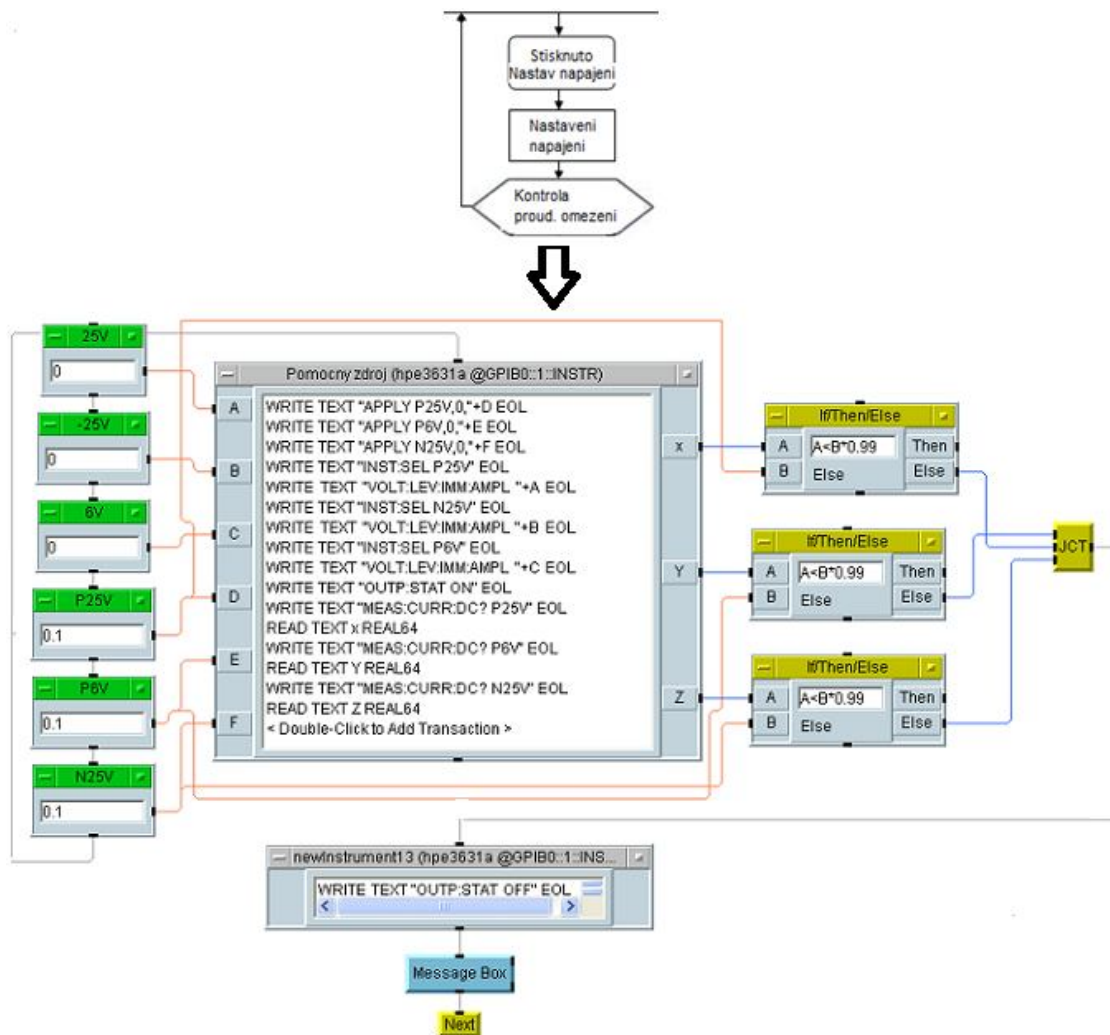 Stisknuto
Nastav napajeni
Nastaveni
napajeni
Kontrola
proud. omezeni
25V
0
-25V
0
6V
0
P25V
0.1
P6V
0.1
N25V
0.1
Pomocny zdroj (hpe3631a @GPIB0::1::INSTR)
A
B
C
D
E
F
WRITE TEXT "APPLY P25V,0,"+D EOL
WRITE TEXT "APPLY P6V,0,"+E EOL
WRITE TEXT "APPLY N25V,0,"+F EOL
WRITE TEXT "INST:SEL P25V" EOL
WRITE TEXT "VOLT:LEV:IMM:AMPL "+A EOL
WRITE TEXT "INST:SEL N25V" EOL
WRITE TEXT "VOLT:LEV:IMM:AMPL "+B EOL
WRITE TEXT "INST:SEL P6V" EOL
WRITE TEXT "VOLT:LEV:IMM:AMPL "+C EOL
WRITE TEXT "OUTP:STAT ON" EOL
WRITE TEXT "MEAS:CURR:DC? P25V" EOL
READ TEXT x REAL64
WRITE TEXT "MEAS:CURR:DC? P6V" EOL
READ TEXT Y REAL64
WRITE TEXT "MEAS:CURR:DC? N25V" EOL
READ TEXT Z REAL64
< Double-Click to Add Transaction >
x
Y
Z
If/Then/Else
A A<B*0.99 Then
B Else Else
If/Then/Else
A A<B*0.99 Then
B Else Else
If/Then/Else
A A<B*0.99 Then
B Else Else
JCT
newInstrument13 (hpe3631a @GPIB0::1::INS...
WRITE TEXT "OUTP:STAT OFF" EOL
Message Box
Next